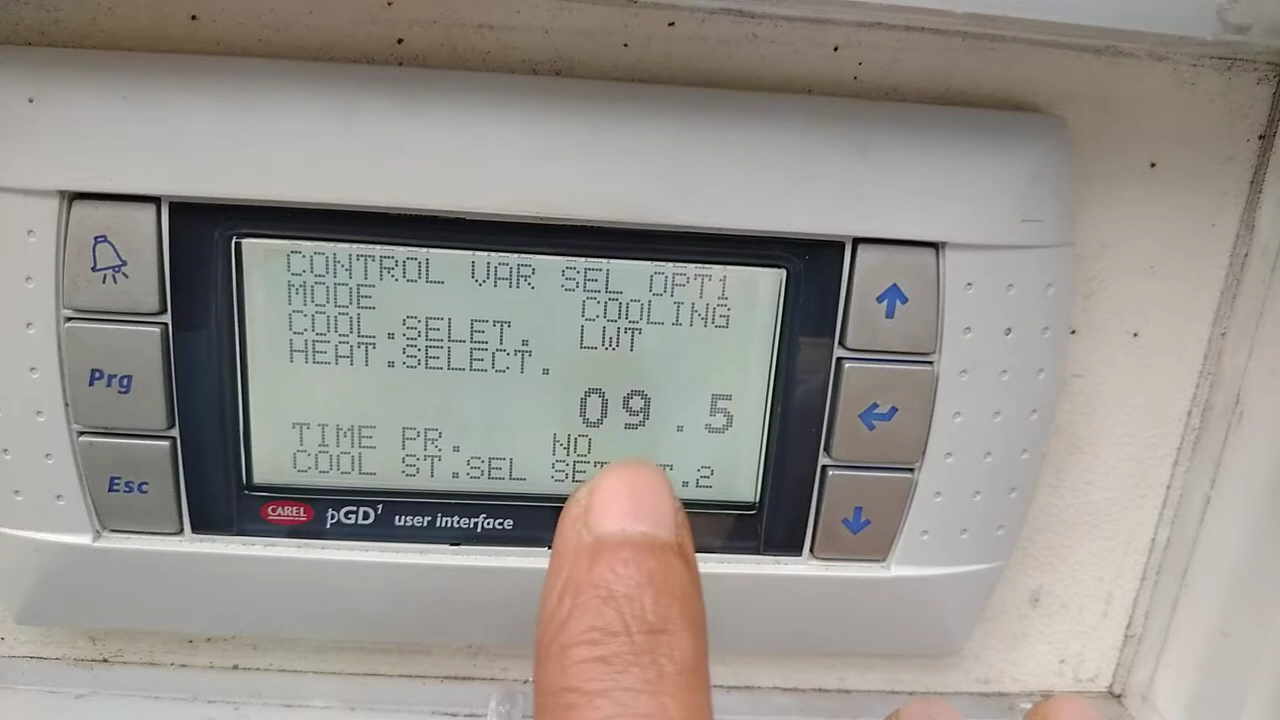 CONTROL VAR SEL OPT1
MODE COOLING
COOL.SELET. LWT
HEAT.SELECT.
09.5
TIME PR. NO
COOL ST.SEL .2
Prg
Esc
CAREL pGD1 user interface